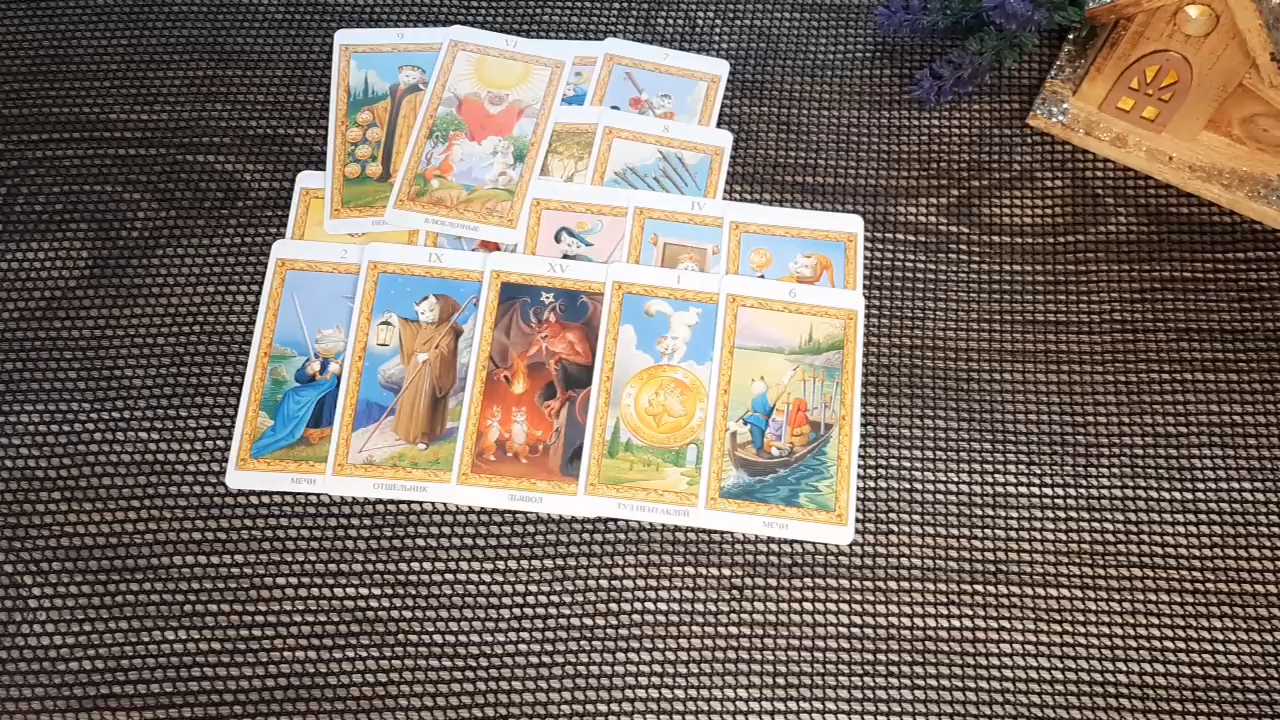 9
VI
7
8
ВЛЮБЛЕННЫЕ
IV
2
IX
XV
I
6
МЕЧИ
ОТШЕЛЬНИК
ДЬЯВОЛ
ТУЗ ПЕНТАКЛЕЙ
МЕЧИ